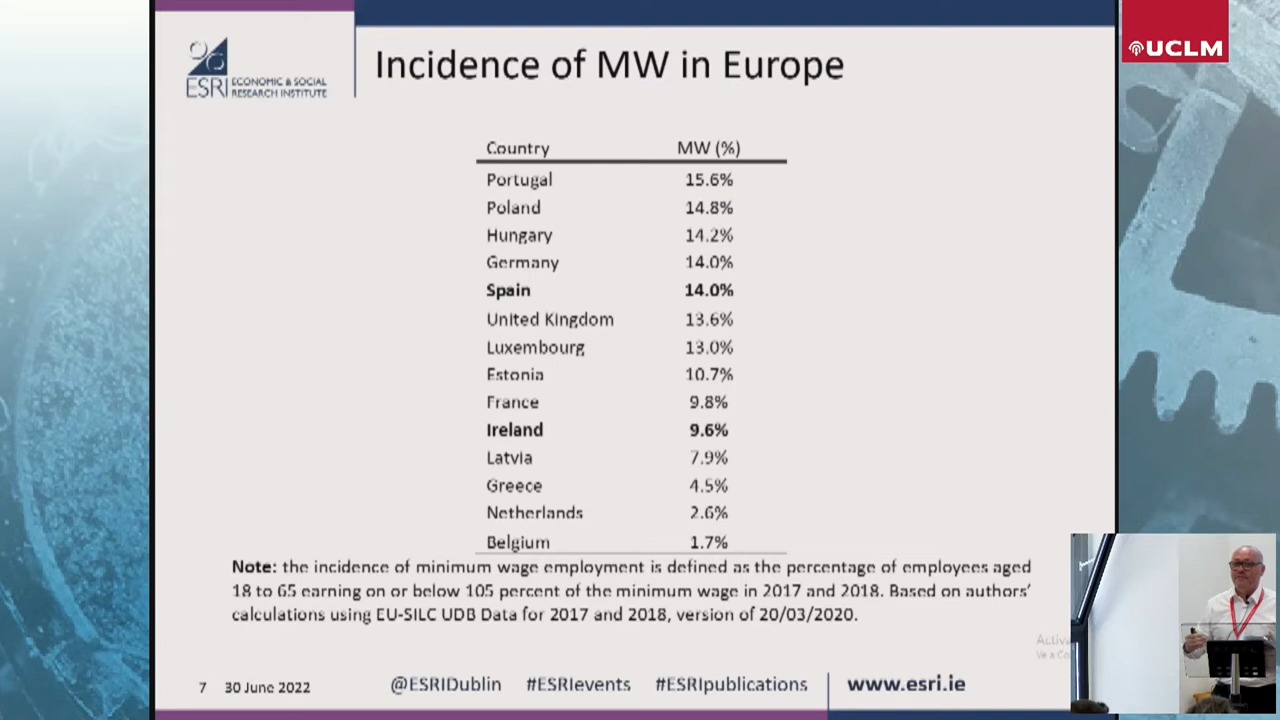 UCLM
ESRI
ECONOMIC & SOCIAL
RESEARCH INSTITUTE
Incidence of MW in Europe
Country MW (%)
Portugal 15.6%
Poland 14.8%
Hungary 14.2%
Germany 14.0%
Spain 14.0%
United Kingdom 13.6%
Luxembourg 13.0%
Estonia 10.7%
France 9.8%
Ireland 9.6%
Latvia 7.9%
Greece 4.5%
Netherlands 2.6%
Belgium 1.7%
Note: the incidence of minimum wage employment is defined as the percentage of employees aged
18 to 65 earning on or below 105 percent of the minimum wage in 2017 and 2018. Based on authors’
calculations using EU-SILC UDB Data for 2017 and 2018, version of 20/03/2020.
7 30 June 2022 @ESRIDublin #ESRIevents #ESRIpublications www.esri.ie